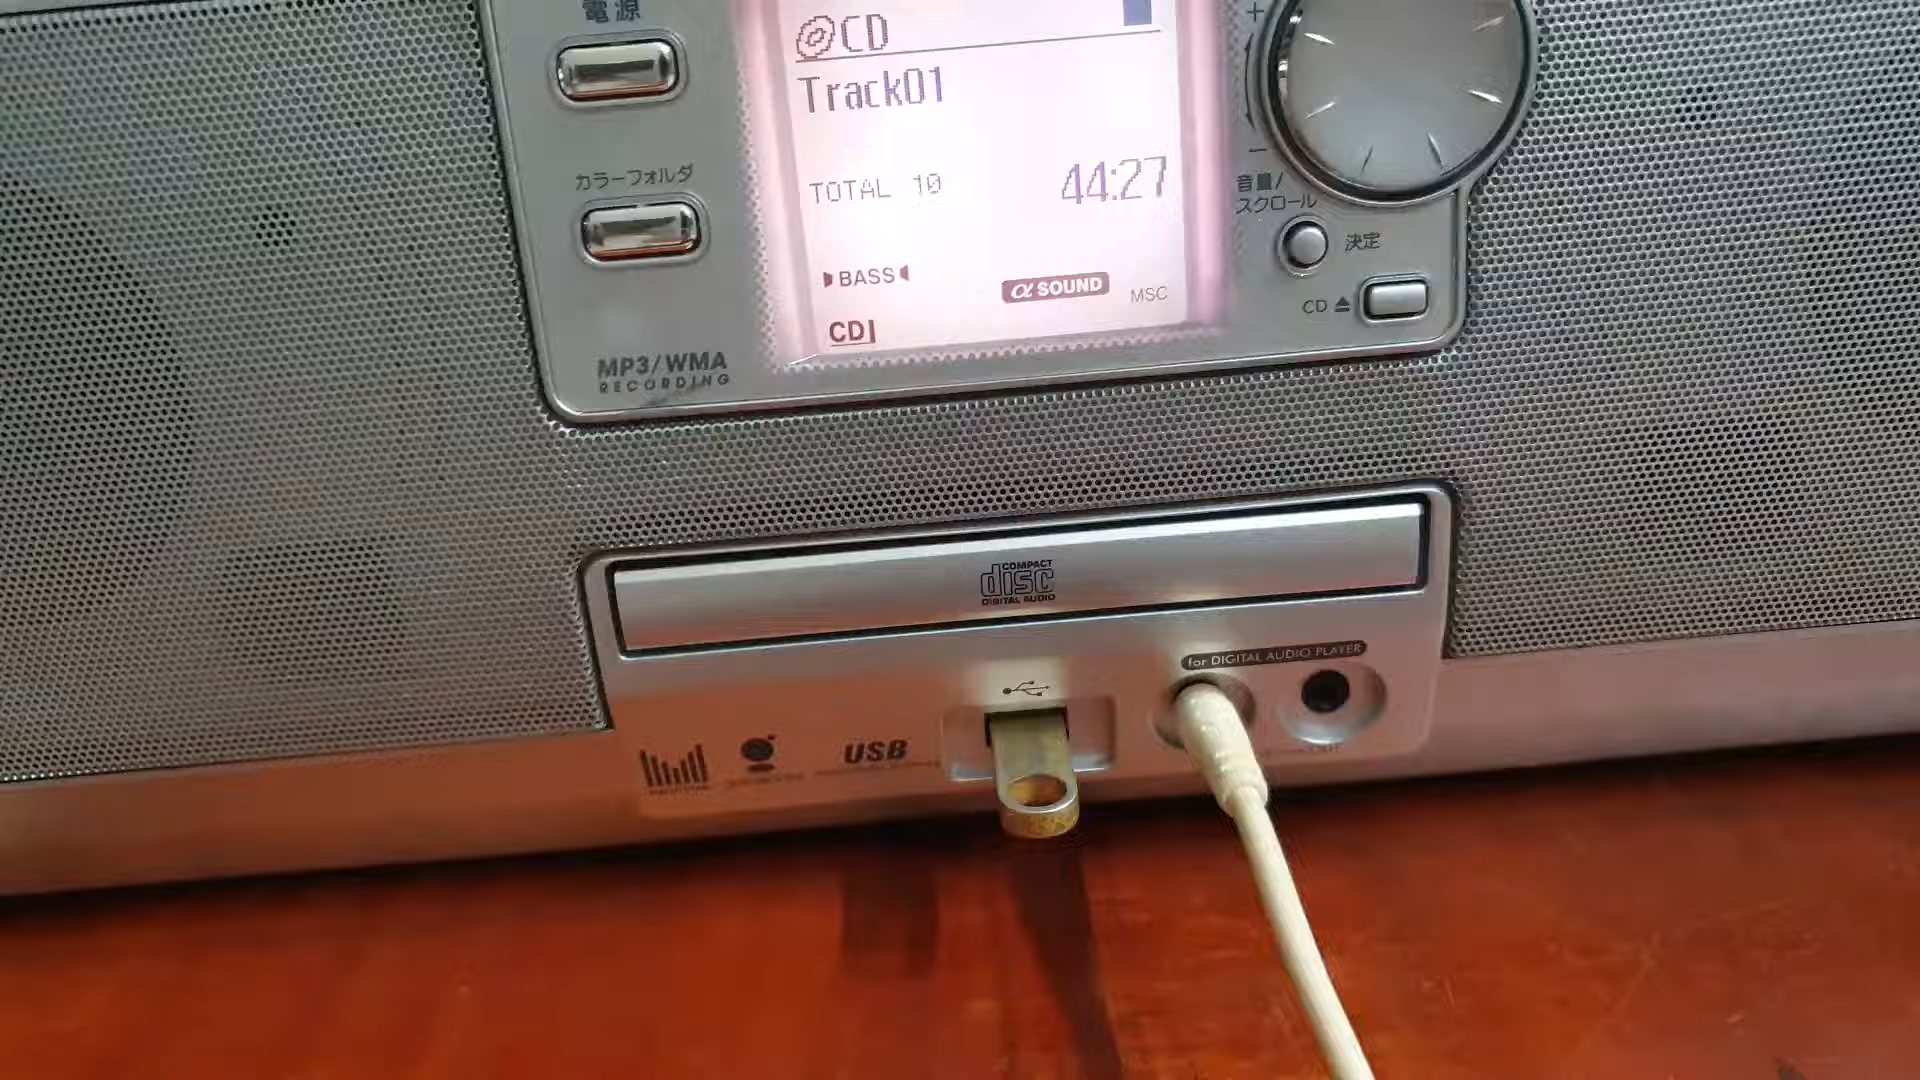 電源
CD
Track01
カラーフォルダ
TOTAL 10 44:27
BASS
α SOUND
MSC
CD
MP3/WMA
RECORDING
+
−
音量/
スクロール
決定
CD
COMPACT
disc
DIGITAL AUDIO
for DIGITAL AUDIO PLAYER
USB